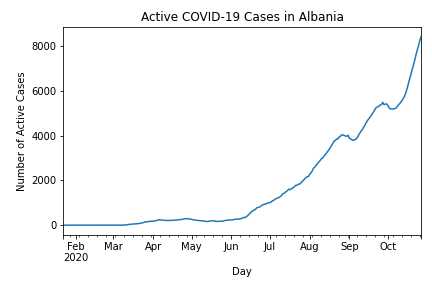 Active COVID-19 Cases in Albania
Number of Active Cases
8000
6000
4000
2000
0
Feb Mar Apr May Jun Jul Aug Sep Oct
2020
Day